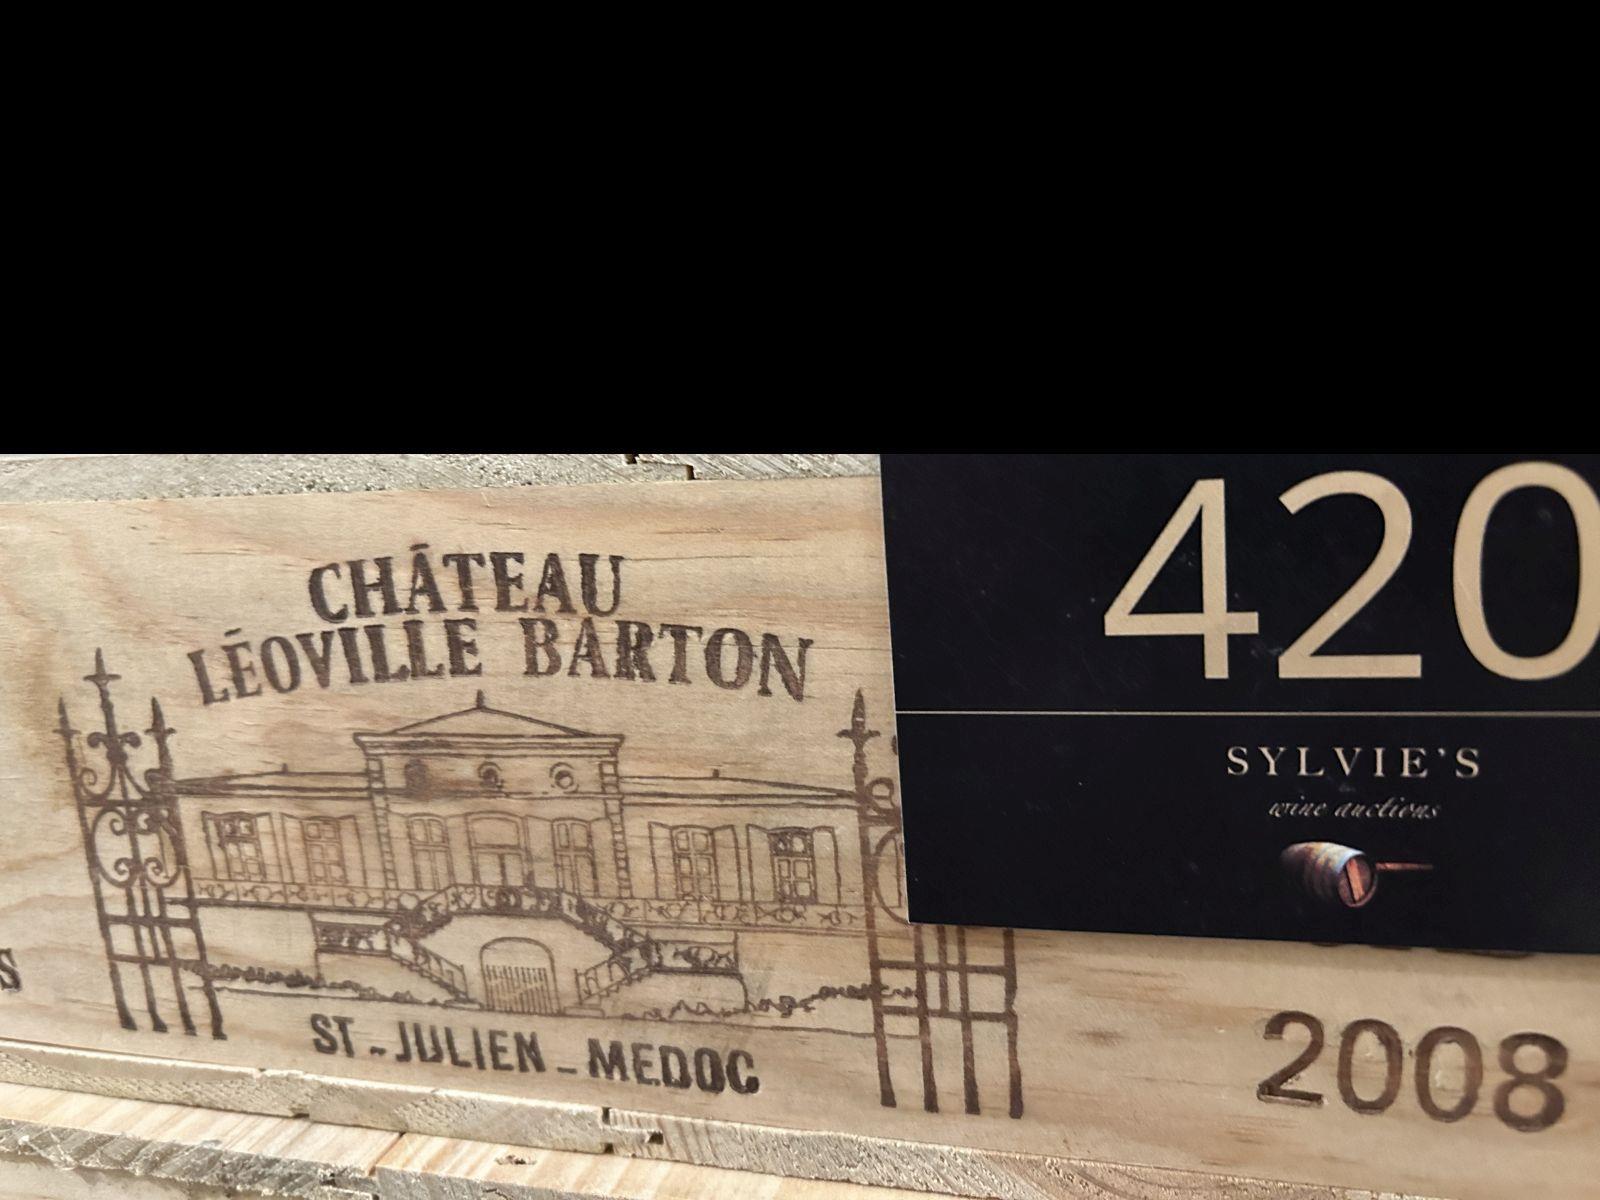 CHÂTEAU
LÉOVILLE BARTON
ST-JULIEN-MEDOC
420
SYLVIE'S
wine auctions
2008
S